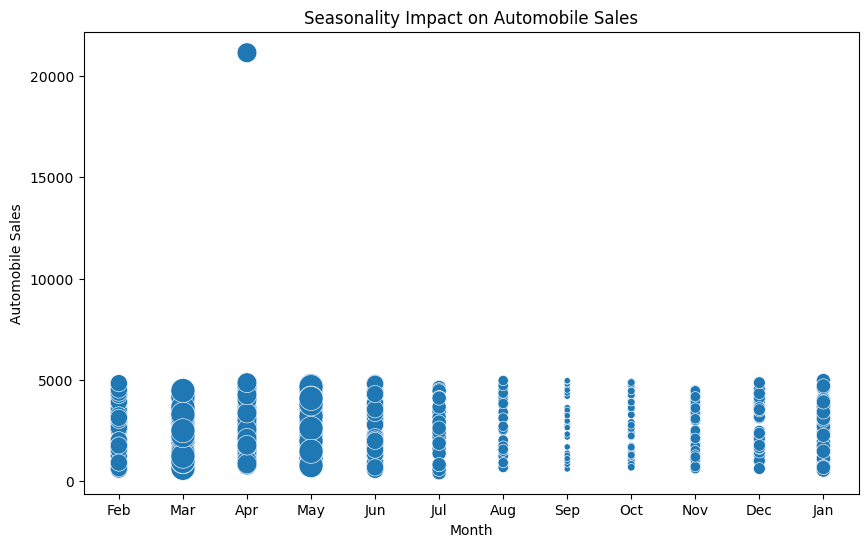 Seasonality Impact on Automobile Sales
Automobile Sales
20000
15000
10000
5000
0
Feb Mar Apr May Jun Jul Aug Sep Oct Nov Dec Jan
Month